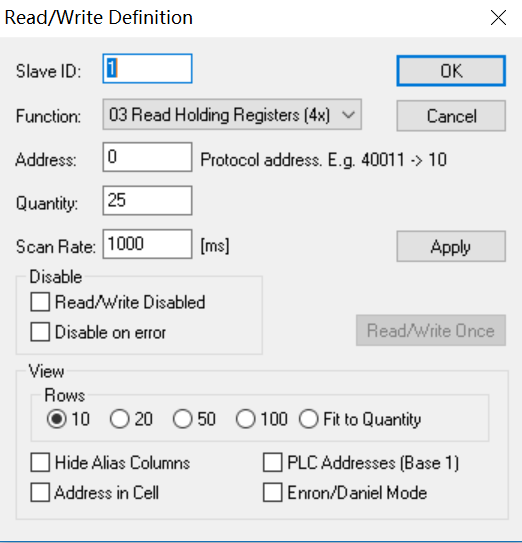 Read/Write Definition
Slave ID: 1 OK
Function: 03 Read Holding Registers (4x) Cancel
Address: 0 Protocol address. E.g. 40011 -> 10
Quantity: 25
Scan Rate: 1000 [ms] Apply
Disable
Read/Write Disabled
Disable on error Read/Write Once
View
Rows
10 20 50 100 Fit to Quantity
Hide Alias Columns PLC Addresses (Base 1)
Address in Cell Enron/Daniel Mode